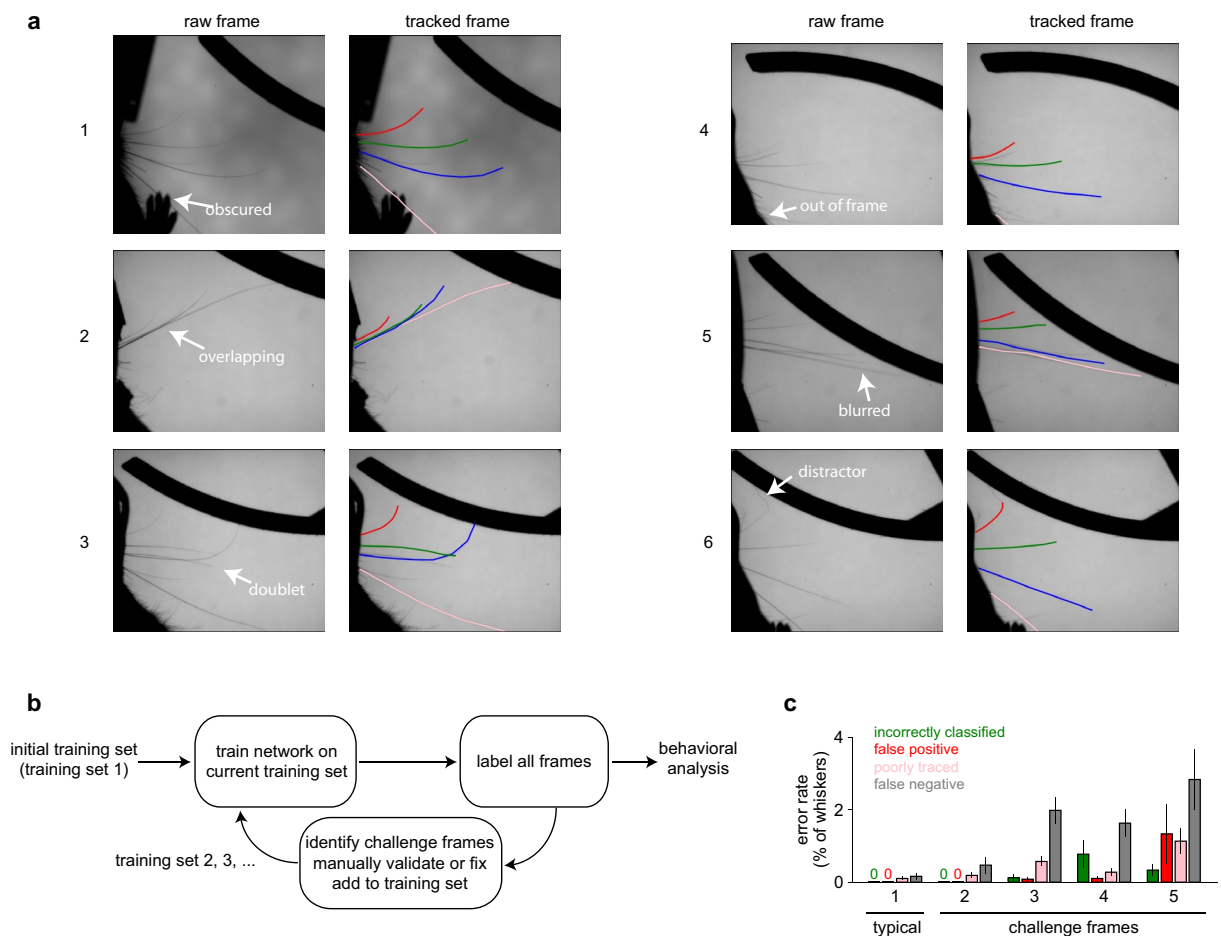 a
raw frame
tracked frame
raw frame
tracked frame
1
obscured
4
out of frame
2
overlapping
5
blurred
3
doublet
6
distractor
b
initial training set
(training set 1)
train network on
current training set
label all frames
behavioral
analysis
identify challenge frames
manually validate or fix
add to training set
training set 2, 3, ...
c
incorrectly classified
false positive
poorly traced
false negative
error rate
(% of whiskers)
4
2
0
0 0
0 0
1 2 3 4 5
typical
challenge frames